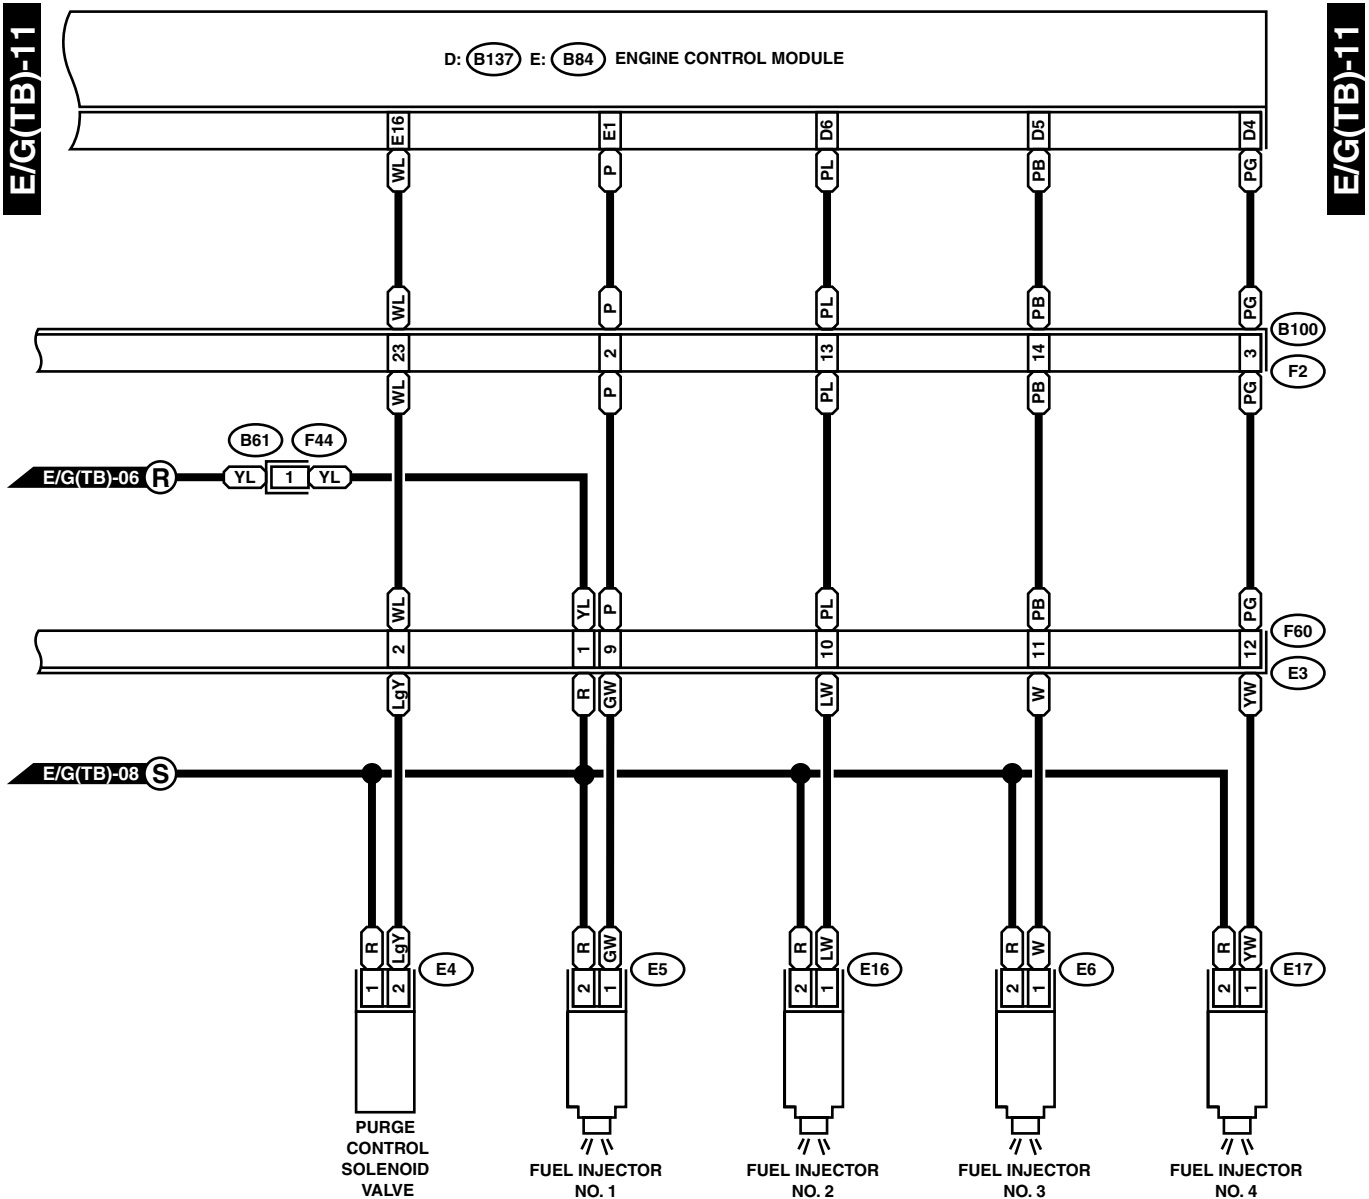 E/G(TB)-11
E/G(TB)-11
D: B137 E: B84 ENGINE CONTROL MODULE
E16 E1 D6 D5 D4
WL P PL PB PG
WL P PL PB PG
B100
23 2 13 14 3
F2
WL P PL PB PG
B61 F44
E/G(TB)-06 R YL 1 YL
WL YL P PL PB PG
F60
2 1 9 10 11 12
E3
LgY R GW LW W YW
E/G(TB)-08 S
R LgY R GW R LW R W R YW
E4 E5 E16 E6 E17
1 2 2 1 2 1 2 1 2 1
PURGE
CONTROL
SOLENOID
VALVE
FUEL INJECTOR
NO. 1
FUEL INJECTOR
NO. 2
FUEL INJECTOR
NO. 3
FUEL INJECTOR
NO. 4